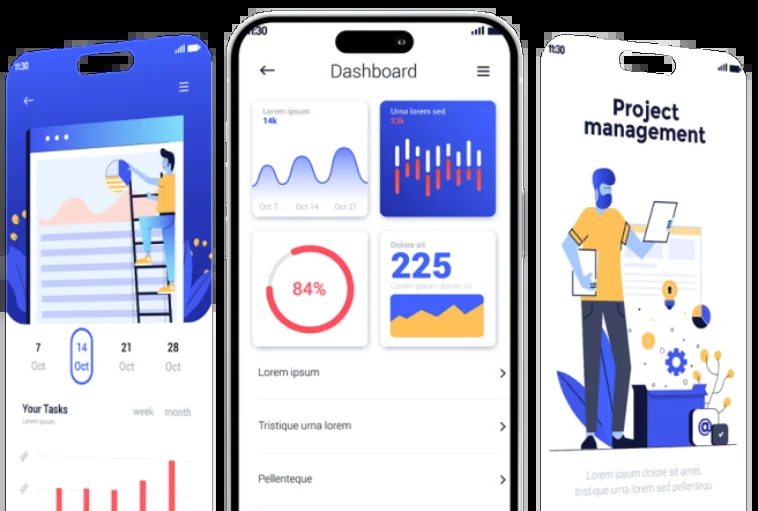 11:30
7
14
21
28
Oct
Oct
Oct
Oct
Your Tasks
week
month
Lorem ipsum
11:30
Dashboard
Lorem ipsum
14k
Oct 7
Oct 14
Oct 21
Urna lorem sed
23k
84%
Dolore sit
225
Lorem ipsum dolore sit
Lorem ipsum
Tristique urna lorem
Pellenteque
11:30
Project
management
@
Lorem ipsum dolor sit amet,
tristique urna lorem sed pellentequ